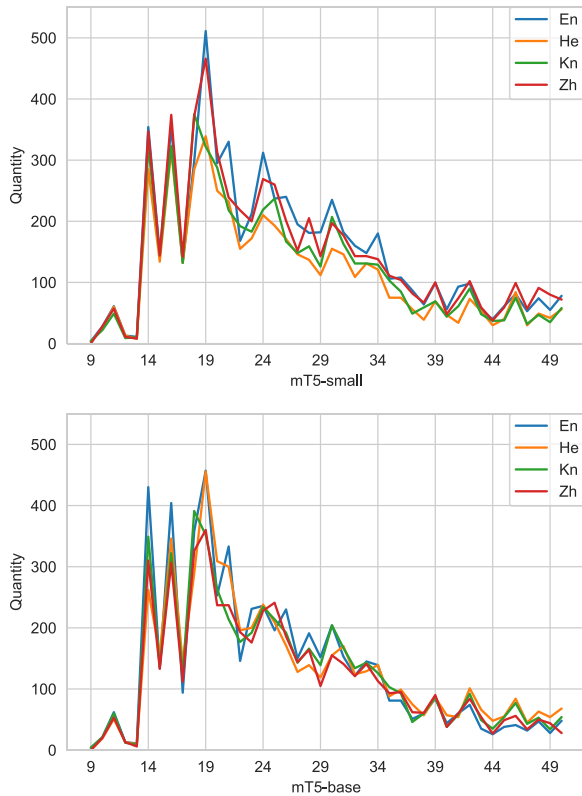 500
400
300
200
100
0
Quantity
En
He
Kn
Zh
9 14 19 24 29 34 39 44 49
mT5-small
500
400
300
200
100
0
Quantity
En
He
Kn
Zh
9 14 19 24 29 34 39 44 49
mT5-base